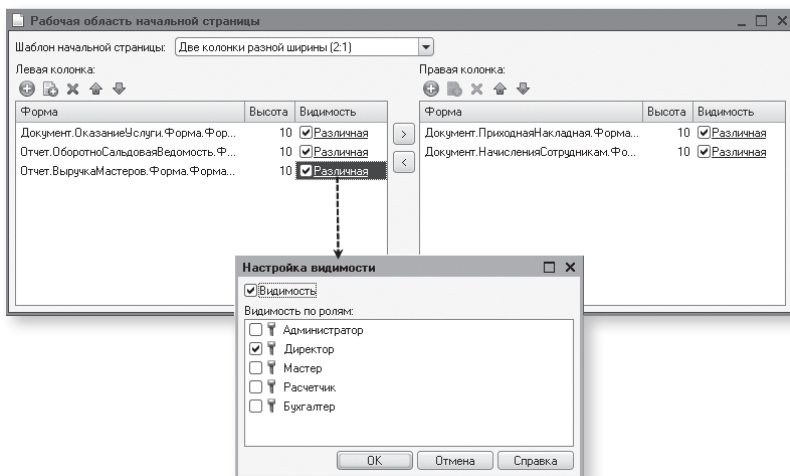 Рабочая область начальной страницы
Шаблон начальной страницы: Две колонки разной ширины (2:1)
Левая колонка:
Форма Высота Видимость
Документ.ОказаниеУслуги.Форма.Фор... 10 Различная
Отчет.ОборотноСальдоваяВедомость.Ф... 10 Различная
Отчет.ВыручкаМастеров.Форма.Форма... 10 Различная
Правая колонка:
Форма Высота Видимость
Документ.ПриходнаяНакладная.Форма... 10 Различная
Документ.НачисленияСотрудникам.Фо... 10 Различная
Настройка видимости
Видимость
Видимость по ролям:
Администратор
Директор
Мастер
Расчетчик
Бухгалтер
ОК Отмена Справка